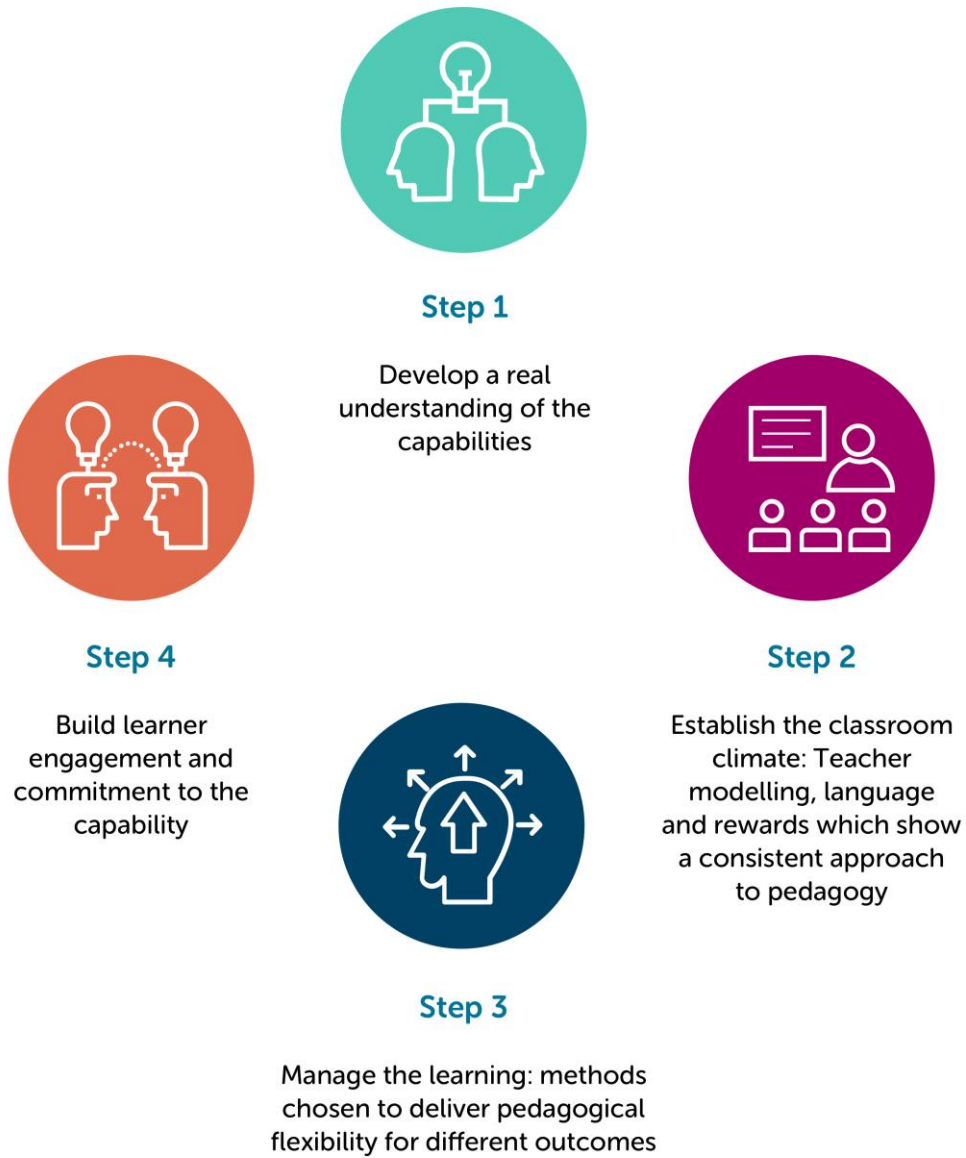 Step 1
Develop a real
understanding of the
capabilities
Step 2
Establish the classroom
climate: Teacher
modelling, language
and rewards which show
a consistent approach
to pedagogy
Step 3
Manage the learning: methods
chosen to deliver pedagogical
flexibility for different outcomes
Step 4
Build learner
engagement and
commitment to the
capability